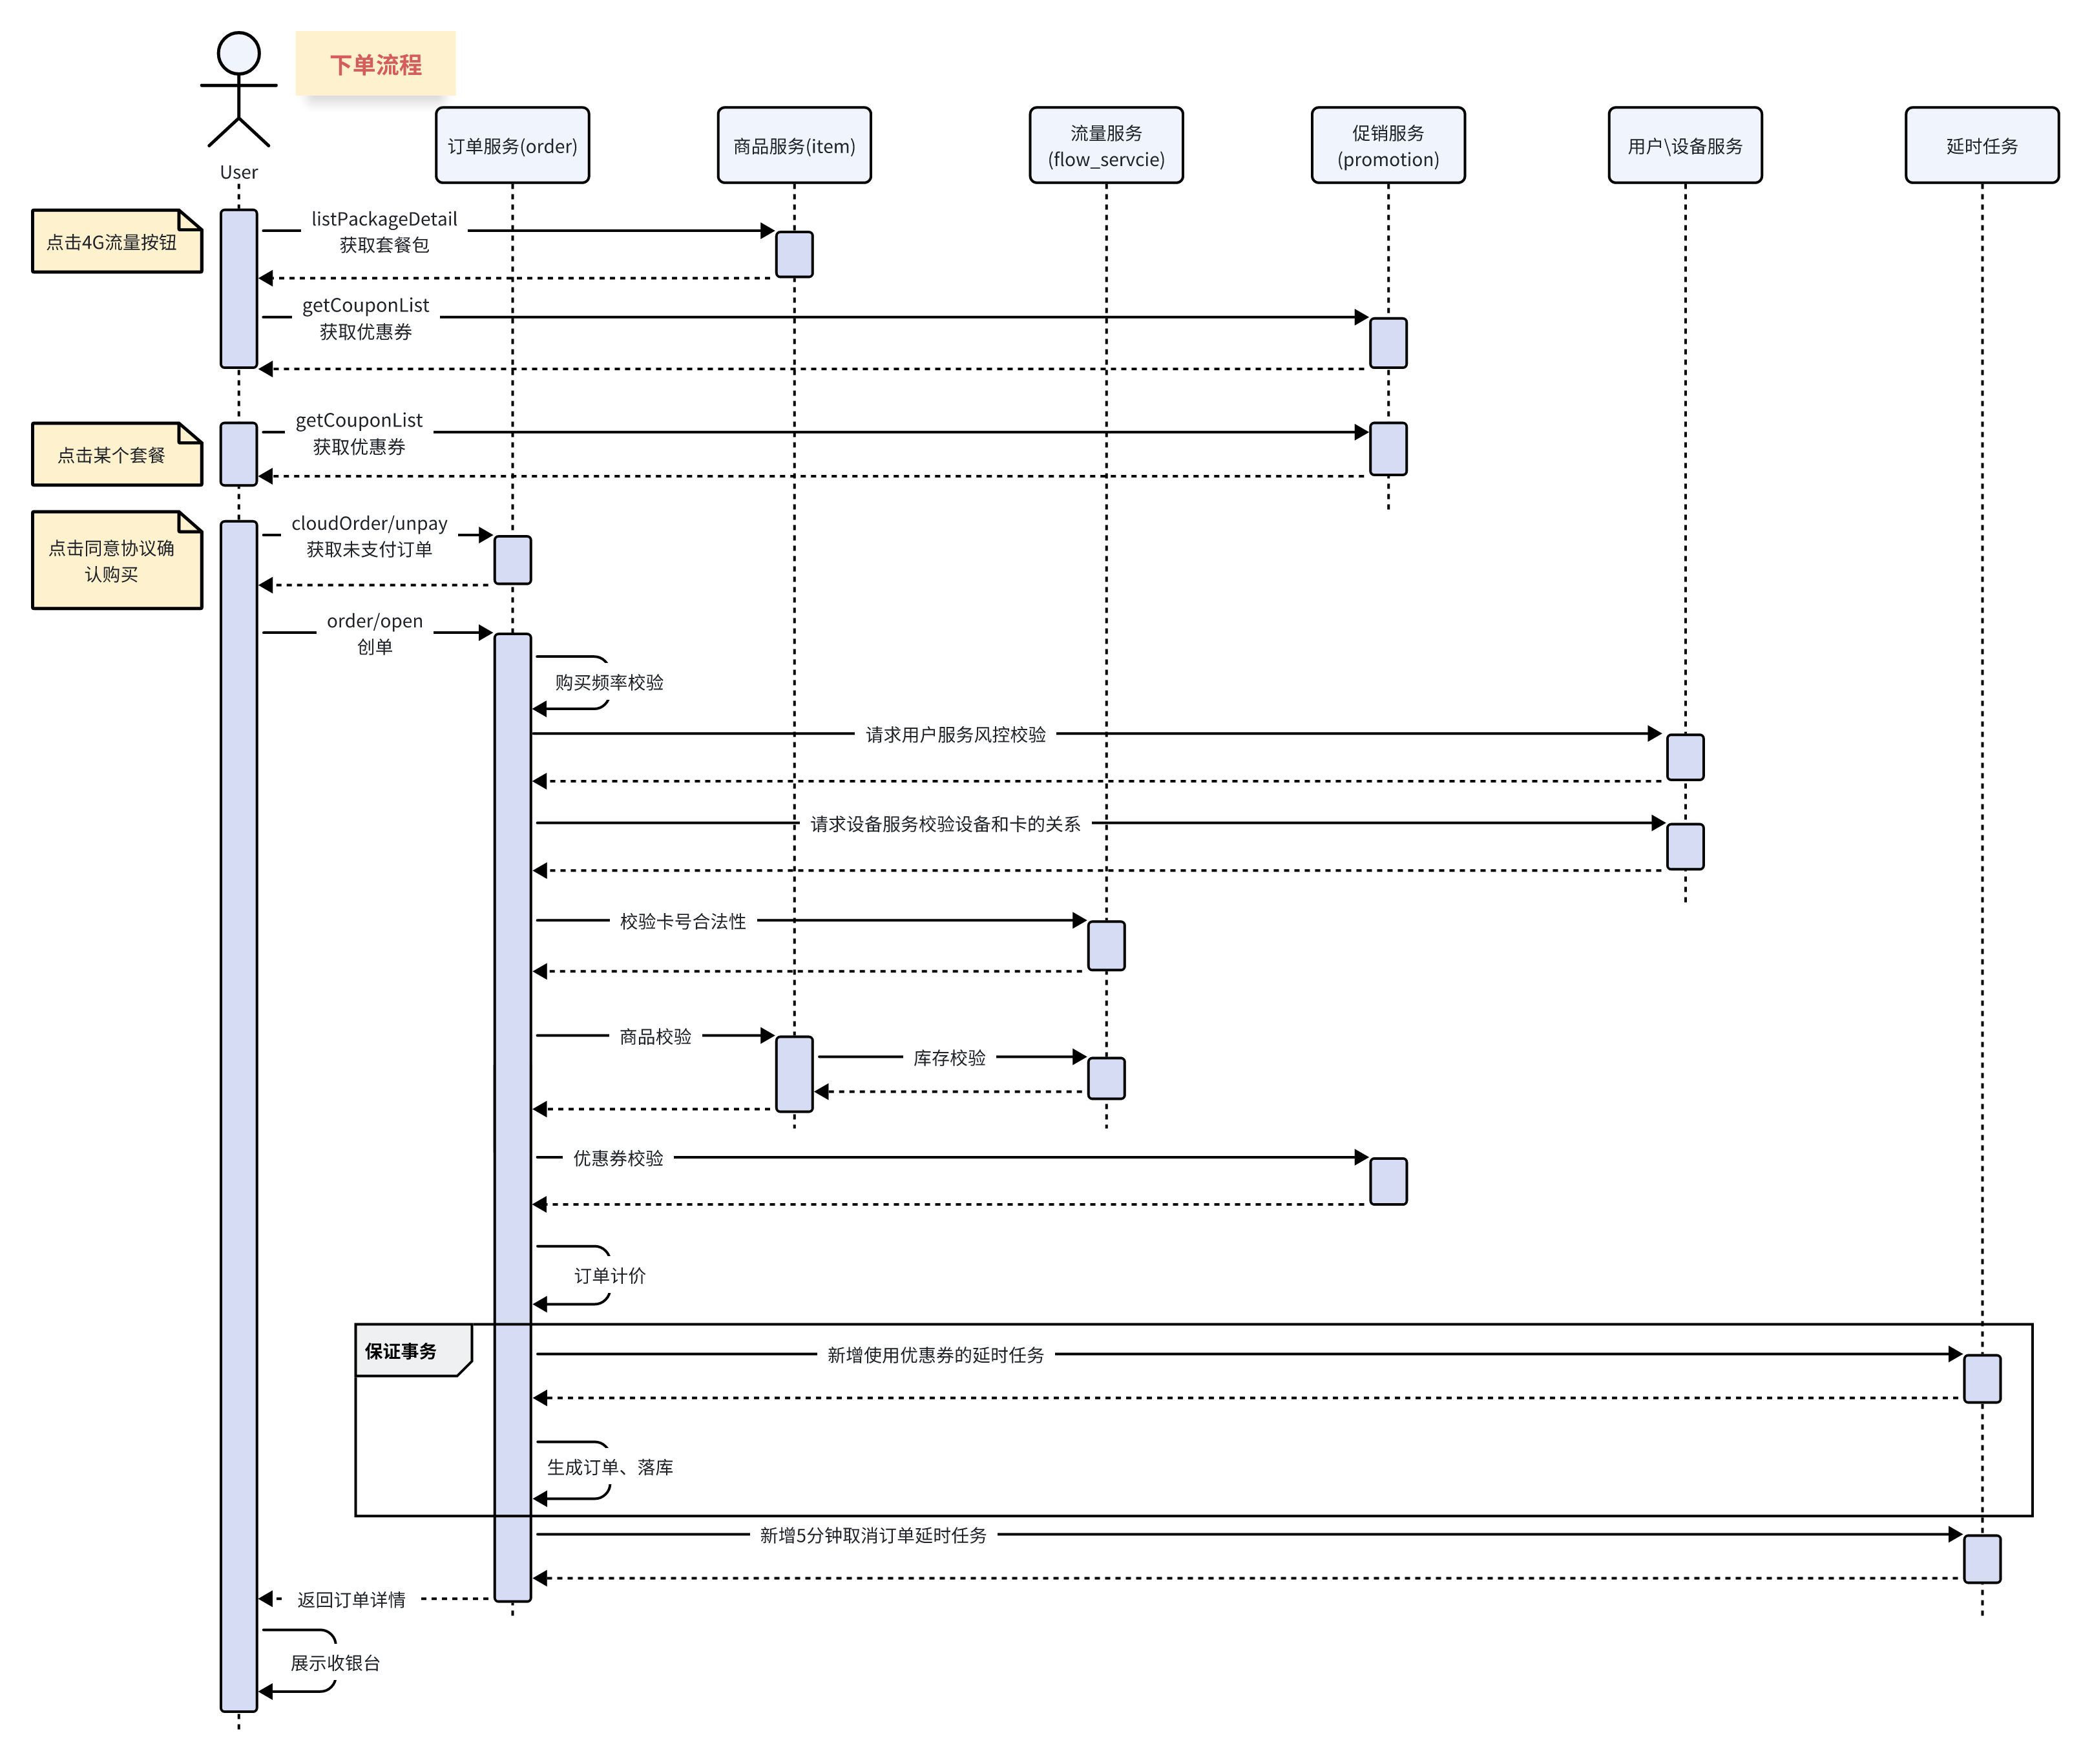 下单流程
User
订单服务(order)
商品服务(item)
流量服务
(flow_servcie)
促销服务
(promotion)
用户\设备服务
延时任务
点击4G流量按钮
listPackageDetail
获取套餐包
getCouponList
获取优惠券
点击某个套餐
getCouponList
获取优惠券
点击同意协议确
认购买
cloudOrder/unpay
获取未支付订单
order/open
创单
购买频率校验
请求用户服务风控校验
请求设备服务校验设备和卡的关系
校验卡号合法性
商品校验
库存校验
优惠券校验
订单计价
保证事务
新增使用优惠券的延时任务
生成订单、落库
新增5分钟取消订单延时任务
返回订单详情
展示收银台